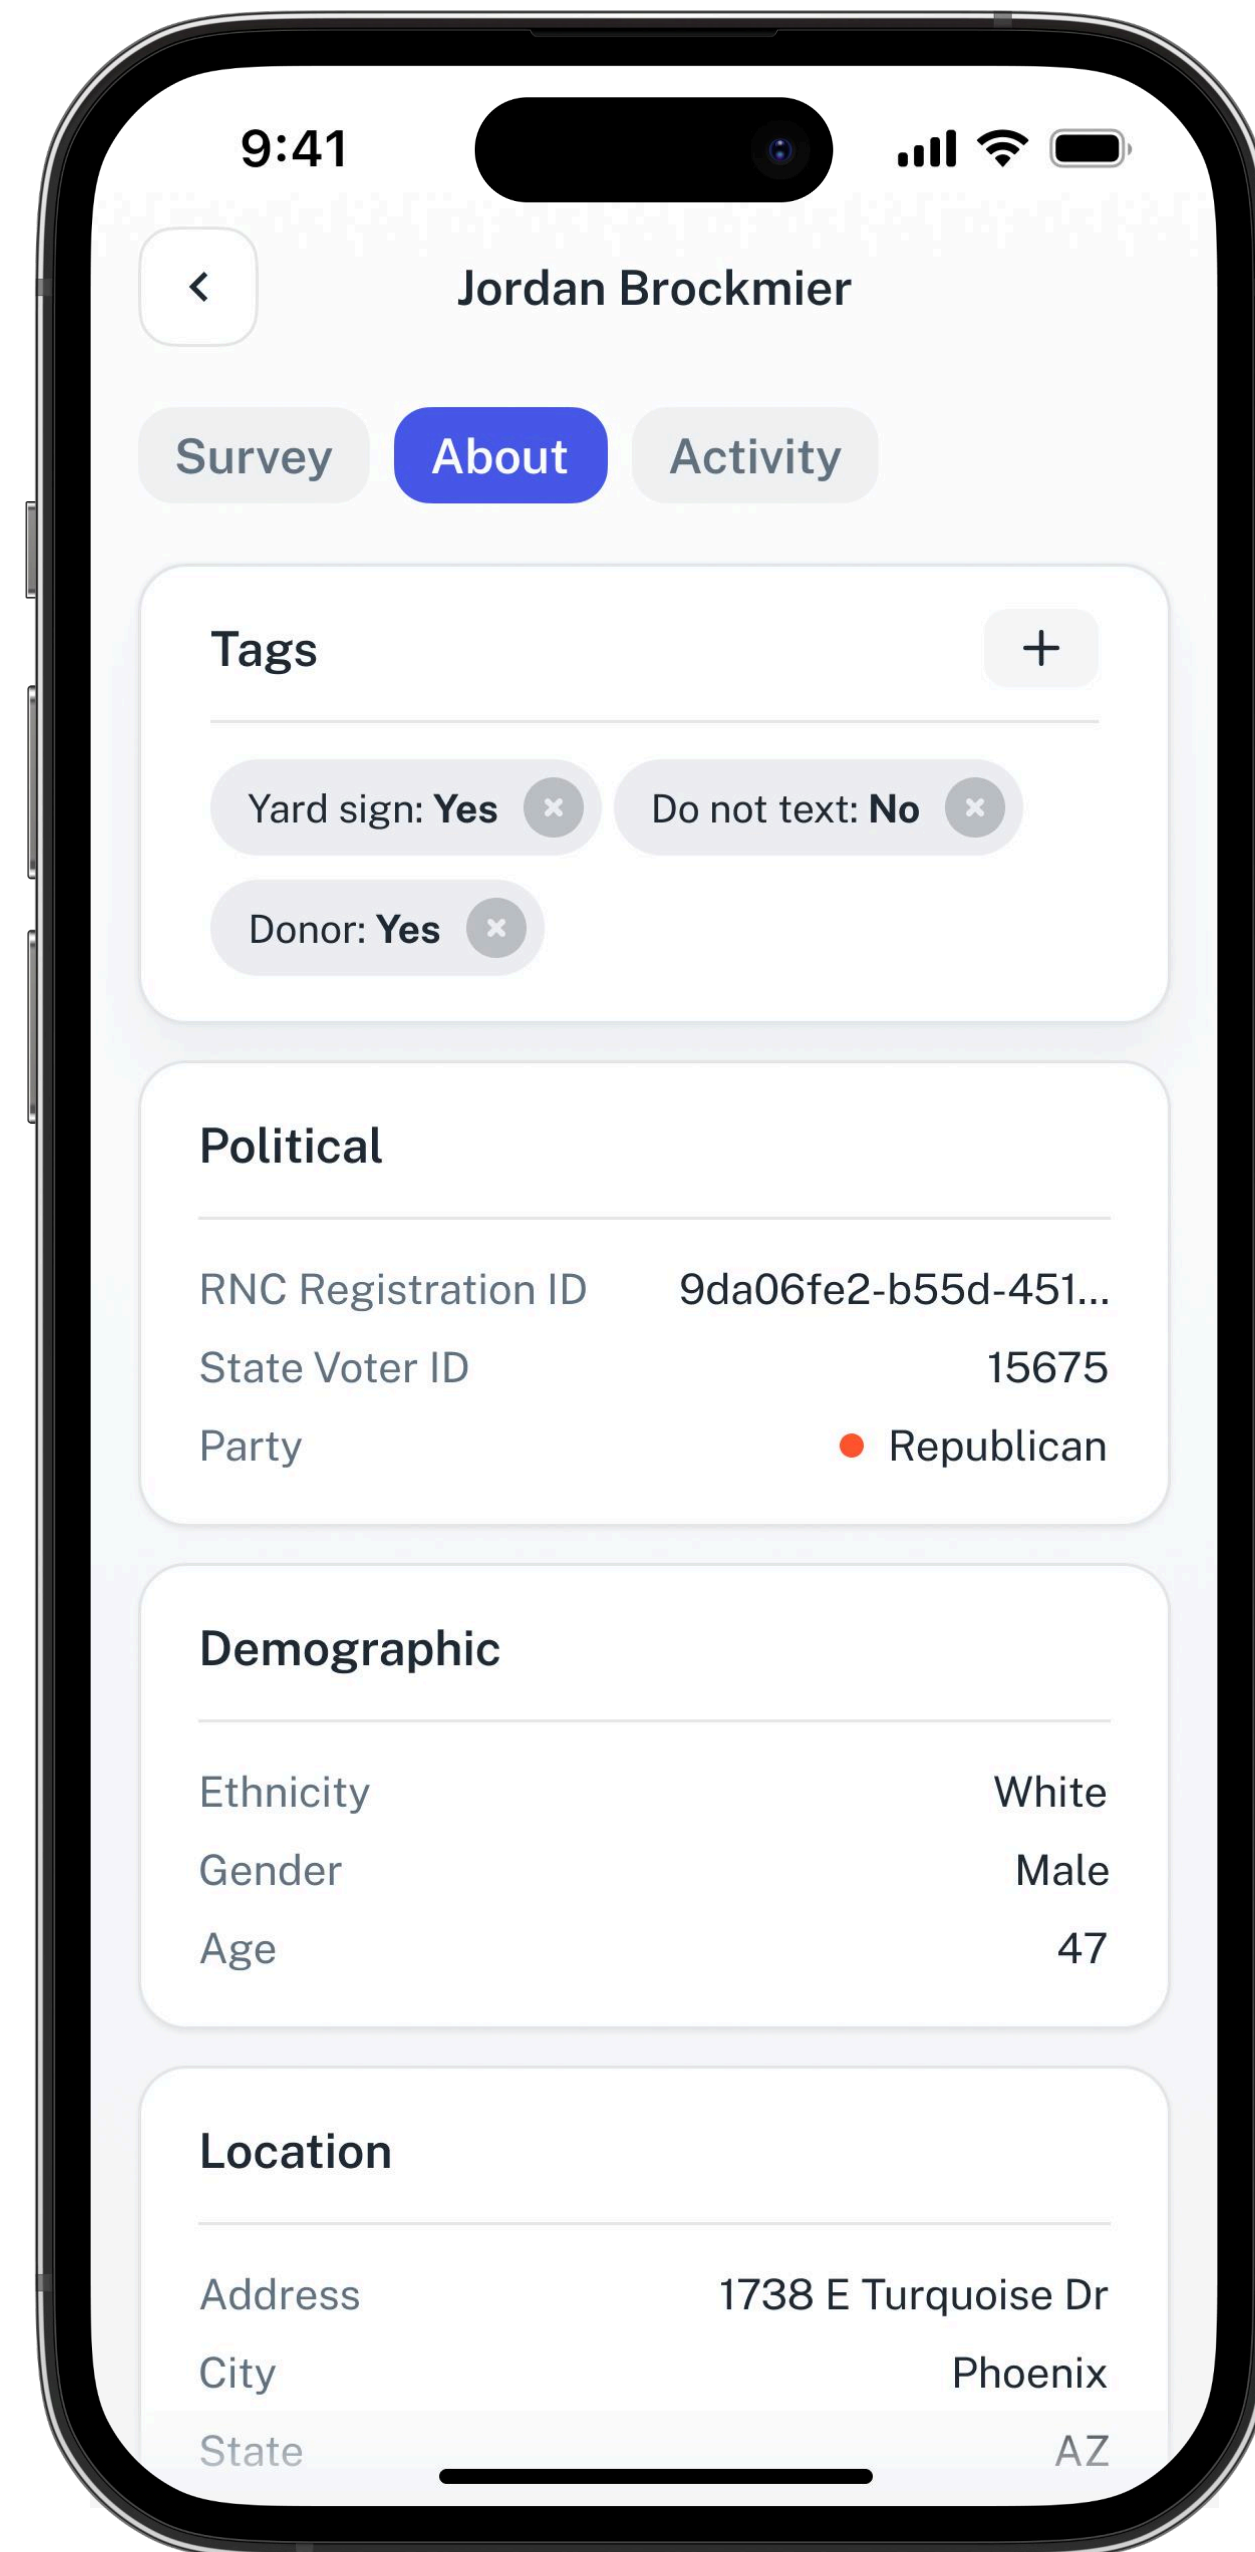 9:41
Jordan Brockmier
Survey About Activity
Tags
Yard sign: Yes Do not text: No
Donor: Yes
Political
RNC Registration ID 9da06fe2-b55d-451...
State Voter ID 15675
Party Republican
Demographic
Ethnicity White
Gender Male
Age 47
Location
Address 1738 E Turquoise Dr
City Phoenix
State AZ